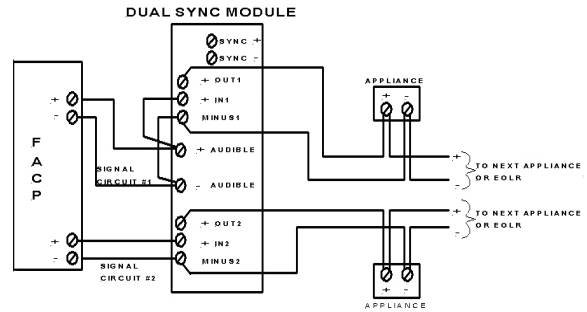 DUAL SYNC MODULE
SYNC +
SYNC -
+ OUT1
+ IN1
MINUS1
+ AUDIBLE
- AUDIBLE
+ OUT2
+ IN2
MINUS2
F
A
C
P
+
-
SIGNAL
CIRCUIT #1
+
-
SIGNAL
CIRCUIT #2
APPLIANCE
+ -
+
-
TO NEXT APPLIANCE
OR EOLR
+
-
TO NEXT APPLIANCE
OR EOLR
+ -
APPLIANCE